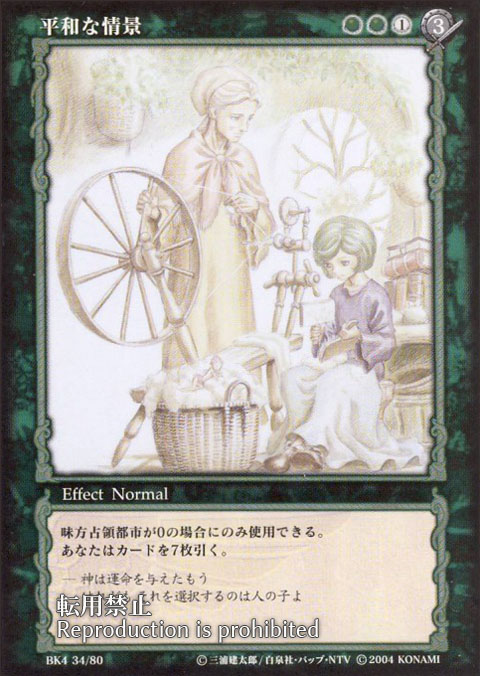 平和な情景
1
3
Effect Normal
味方占領都市が0の場合にのみ使用できる。
あなたはカードを7枚引く。
― 神は運命を与えたもう
れを選択するのは人の子よ
転用禁止
Reproduction is prohibited
BK4 34/80
©三浦建太郎/白泉社・バップ・NTV ©2004 KONAMI